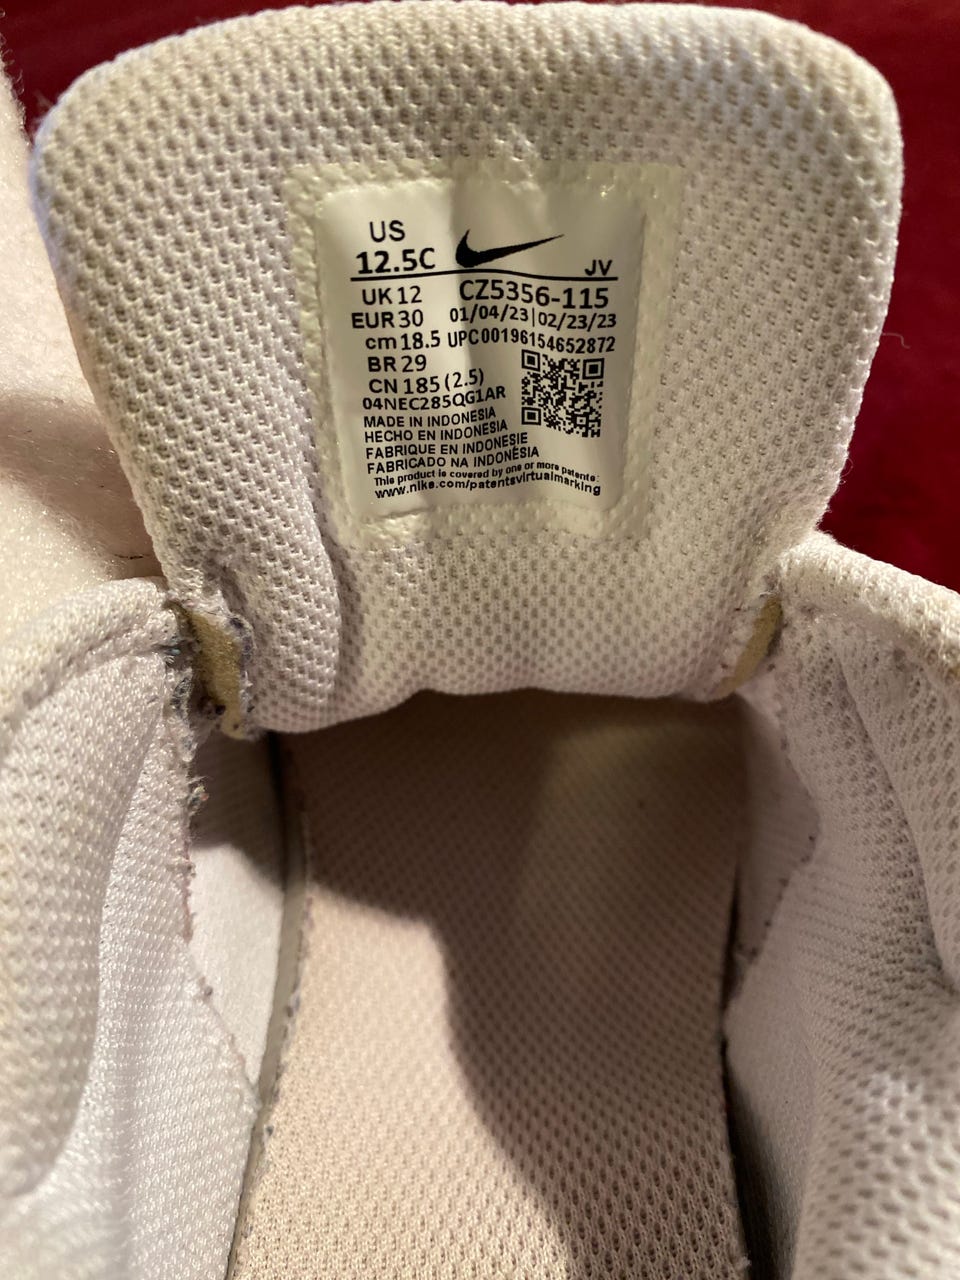 US
12.5C
JV
UK 12 CZ5356-115
EUR 30 01/04/23|02/23/23
cm 18.5 UPC00196154652872
BR 29
CN 185 (2.5)
04NEC285QG1AR
MADE IN INDONESIA
HECHO EN INDONESIA
FABRIQUE EN INDONESIE
FABRICADO NA INDONÉSIA
This product is covered by one or more patents:
www.nike.com/patentsvirtualmarking